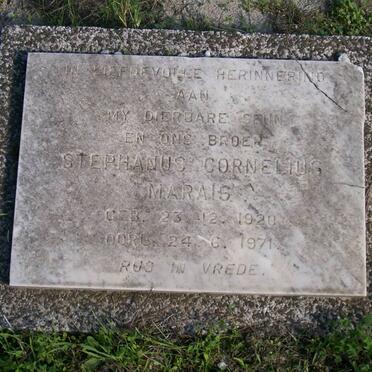 IN LIEFDEVOLLE HERINNERING
AAN
MY DIERBARE SEUN
EN ONS BROER
STEPHANUS CORNELIUS
MARAIS
GEB. 23. 12. 1920
OORL. 24. 6. 1971.
RUS IN VREDE.